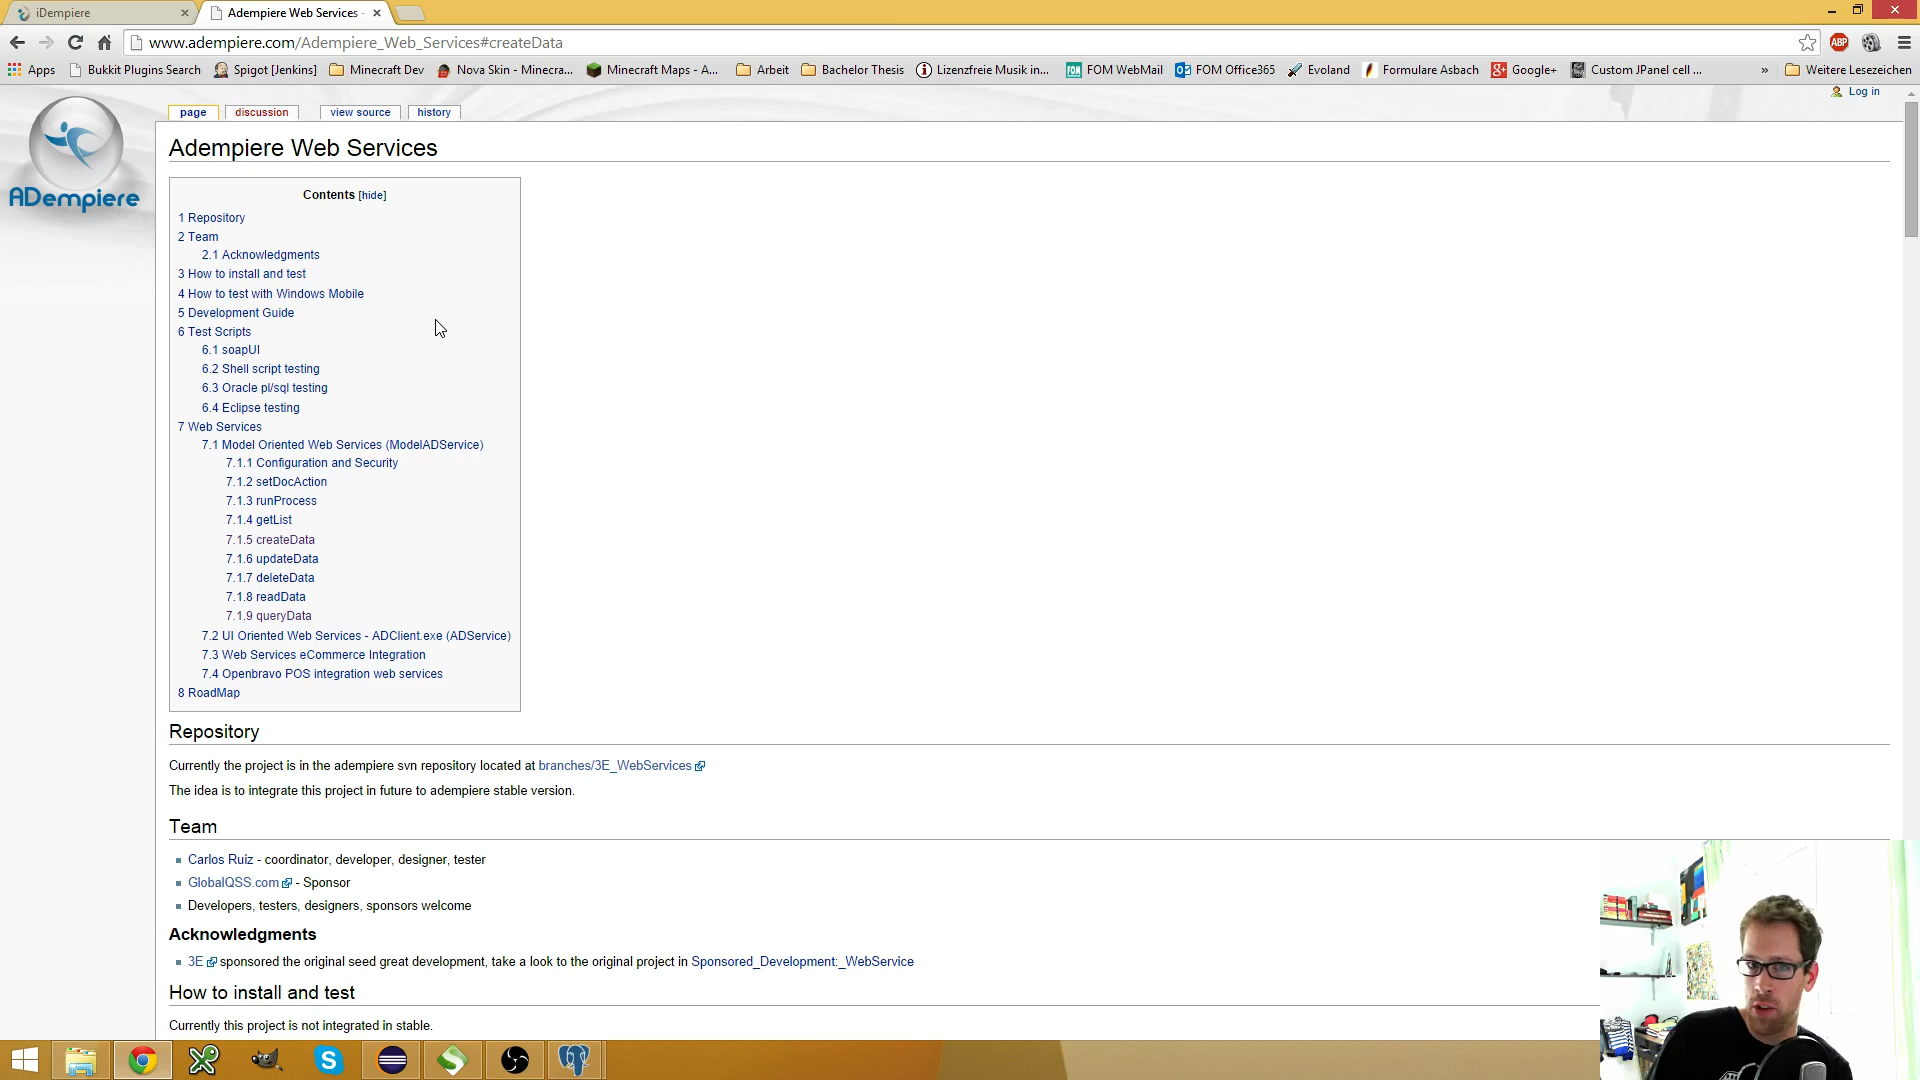 iDempiere
Adempiere Web Services -
www.adempiere.com/Adempiere_Web_Services#createData
ABP
Apps
Bukkit Plugins Search
Spigot [Jenkins]
Minecraft Dev
Nova Skin - Minecra...
Minecraft Maps - A...
Arbeit
Bachelor Thesis
Lizenzfreie Musik in...
FOM WebMail
FOM Office365
Evoland
Formulare Asbach
Google+
Custom JPanel cell ...
»
Weitere Lesezeichen
Log in
page
discussion
view source
history
ADempiere
Adempiere Web Services
Contents [hide]
1 Repository
2 Team
2.1 Acknowledgments
3 How to install and test
4 How to test with Windows Mobile
5 Development Guide
6 Test Scripts
6.1 soapUI
6.2 Shell script testing
6.3 Oracle pl/sql testing
6.4 Eclipse testing
7 Web Services
7.1 Model Oriented Web Services (ModelADService)
7.1.1 Configuration and Security
7.1.2 setDocAction
7.1.3 runProcess
7.1.4 getList
7.1.5 createData
7.1.6 updateData
7.1.7 deleteData
7.1.8 readData
7.1.9 queryData
7.2 UI Oriented Web Services - ADClient.exe (ADService)
7.3 Web Services eCommerce Integration
7.4 Openbravo POS integration web services
8 RoadMap
Repository
Currently the project is in the adempiere svn repository located at branches/3E_WebServices
The idea is to integrate this project in future to adempiere stable version.
Team
Carlos Ruiz - coordinator, developer, designer, tester
GlobalQSS.com - Sponsor
Developers, testers, designers, sponsors welcome
Acknowledgments
3E sponsored the original seed great development, take a look to the original project in Sponsored_Development:_WebService
How to install and test
Currently this project is not integrated in stable.